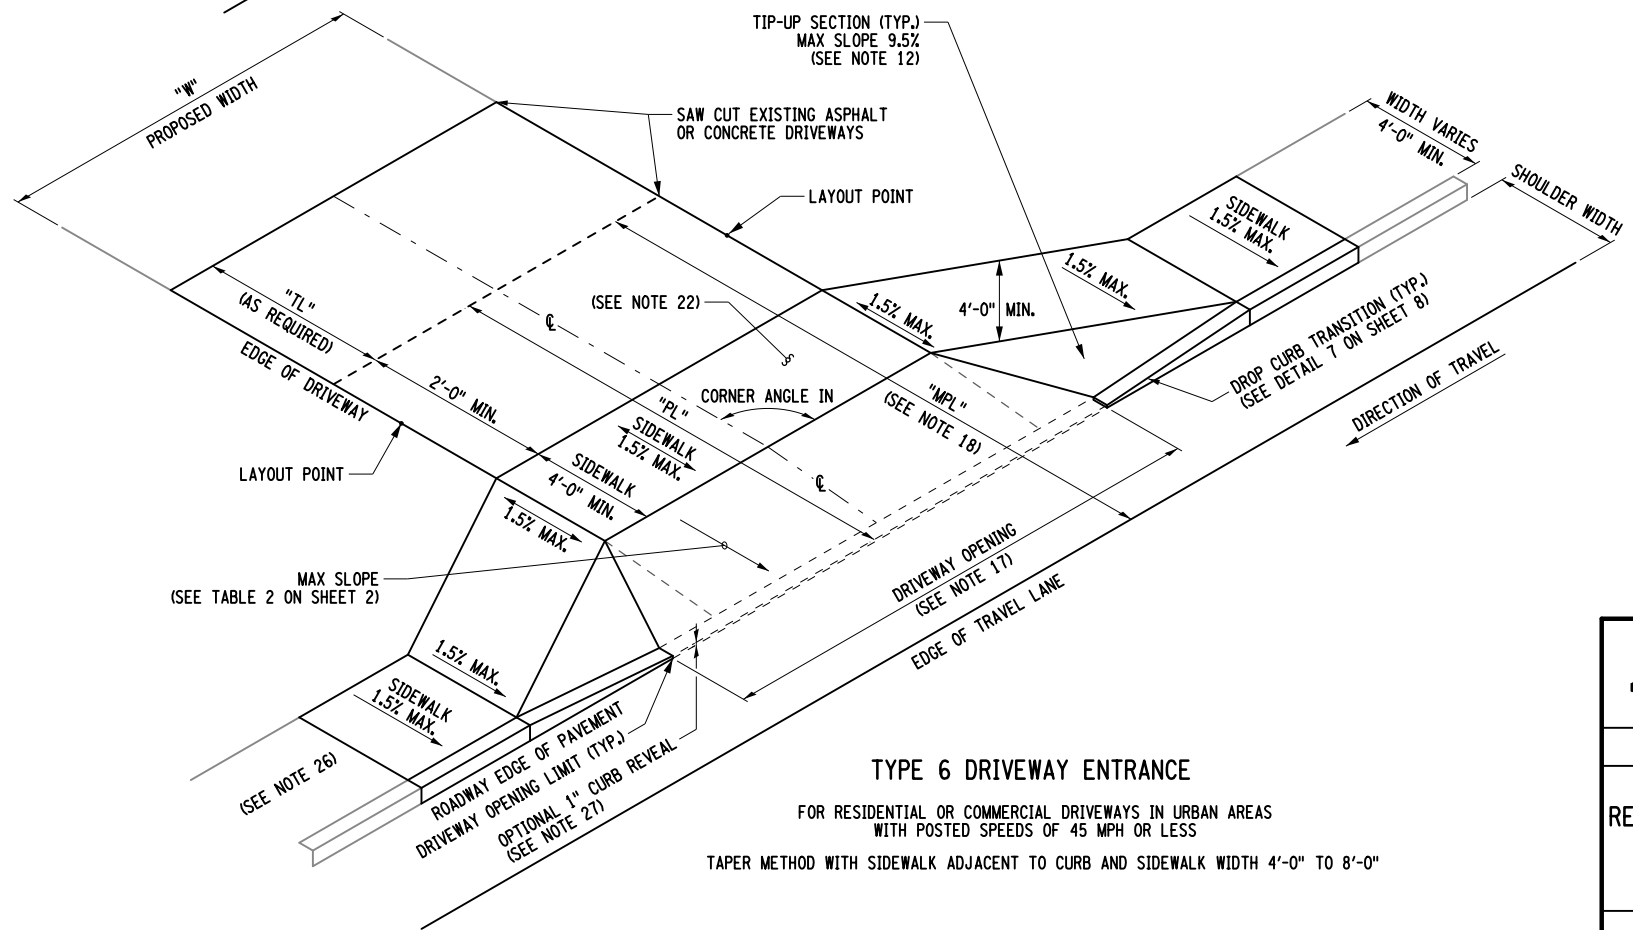 TIP-UP SECTION (TYP.)
MAX SLOPE 9.5%
(SEE NOTE 12)
"W"
PROPOSED WIDTH
SAW CUT EXISTING ASPHALT
OR CONCRETE DRIVEWAYS
LAYOUT POINT
WIDTH VARIES
4'-0" MIN.
SHOULDER WIDTH
SIDEWALK
1.5% MAX.
1.5% MAX.
4'-0" MIN.
1.5% MAX.
(SEE NOTE 22)
"TL"
(AS REQUIRED)
EDGE OF DRIVEWAY
2'-0" MIN.
CORNER ANGLE IN
"PL"
"MPL"
(SEE NOTE 18)
SIDEWALK
1.5% MAX.
SIDEWALK
4'-0" MIN.
DROP CURB TRANSITION (TYP.)
(SEE DETAIL 7 ON SHEET 8)
DIRECTION OF TRAVEL
LAYOUT POINT
1.5% MAX.
MAX SLOPE
(SEE TABLE 2 ON SHEET 2)
DRIVEWAY OPENING
(SEE NOTE 17)
EDGE OF TRAVEL LANE
1.5% MAX.
SIDEWALK
1.5% MAX.
(SEE NOTE 26)
ROADWAY EDGE OF PAVEMENT
DRIVEWAY OPENING LIMIT (TYP.)
OPTIONAL 1" CURB REVEAL
(SEE NOTE 27)
TYPE 6 DRIVEWAY ENTRANCE
FOR RESIDENTIAL OR COMMERCIAL DRIVEWAYS IN URBAN AREAS
WITH POSTED SPEEDS OF 45 MPH OR LESS
TAPER METHOD WITH SIDEWALK ADJACENT TO CURB AND SIDEWALK WIDTH 4'-0" TO 8'-0"
RE